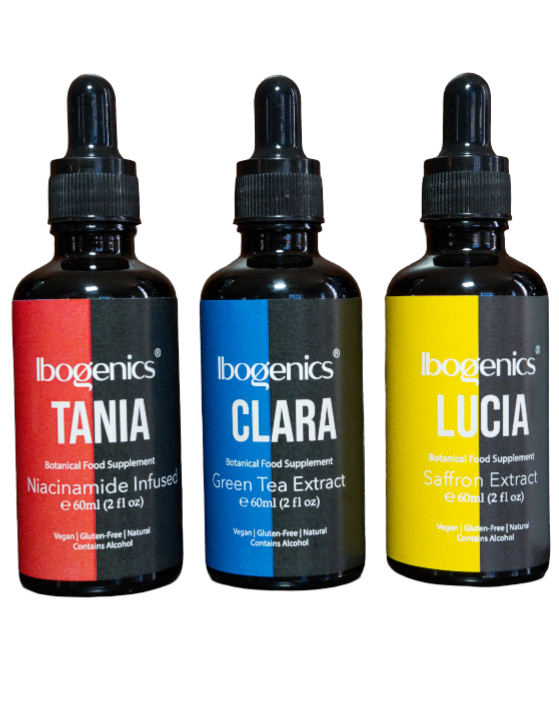 Ibogenics®
TANIA
Botanical Food Supplement
Niacinamide Infused
℮ 60ml (2 fl oz)
Vegan | Gluten-Free | Natural
Contains Alcohol
Ibogenics®
CLARA
Botanical Food Supplement
Green Tea Extract
℮ 60ml (2 fl oz)
Vegan | Gluten-Free | Natural
Contains Alcohol
Ibogenics®
LUCIA
Botanical Food Supplement
Saffron Extract
℮ 60ml (2 fl oz)
Vegan | Gluten-Free | Natural
Contains Alcohol